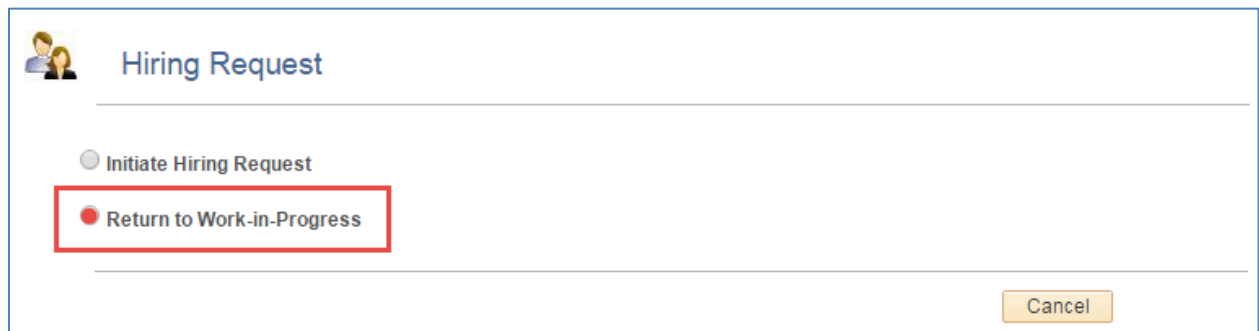 Hiring Request
Initiate Hiring Request
Return to Work-in-Progress
Cancel